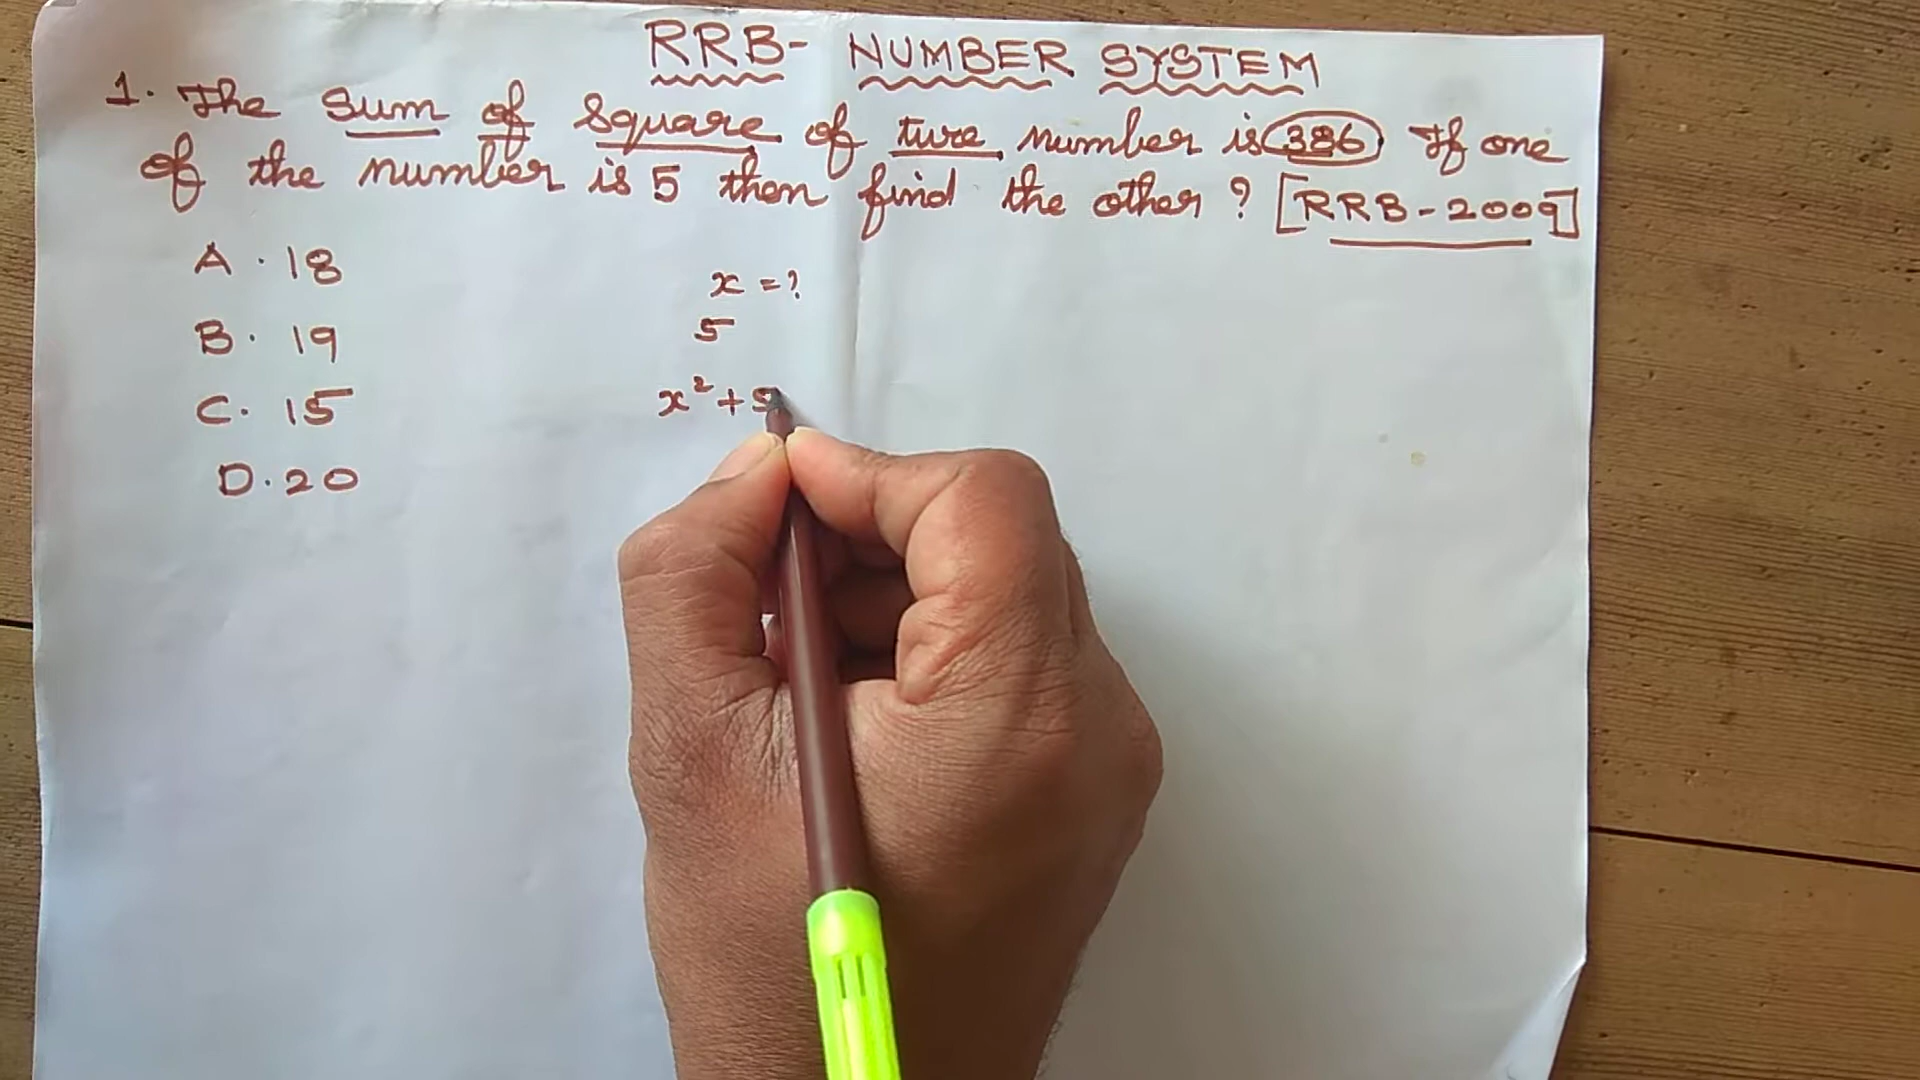 RRB- NUMBER SYSTEM
1. The sum of square of two number is 386 If one
of the number is 5 then find the other ? [RRB-2009]
A. 18
B. 19
C. 15
D. 20
x = ?
5
x² + 5